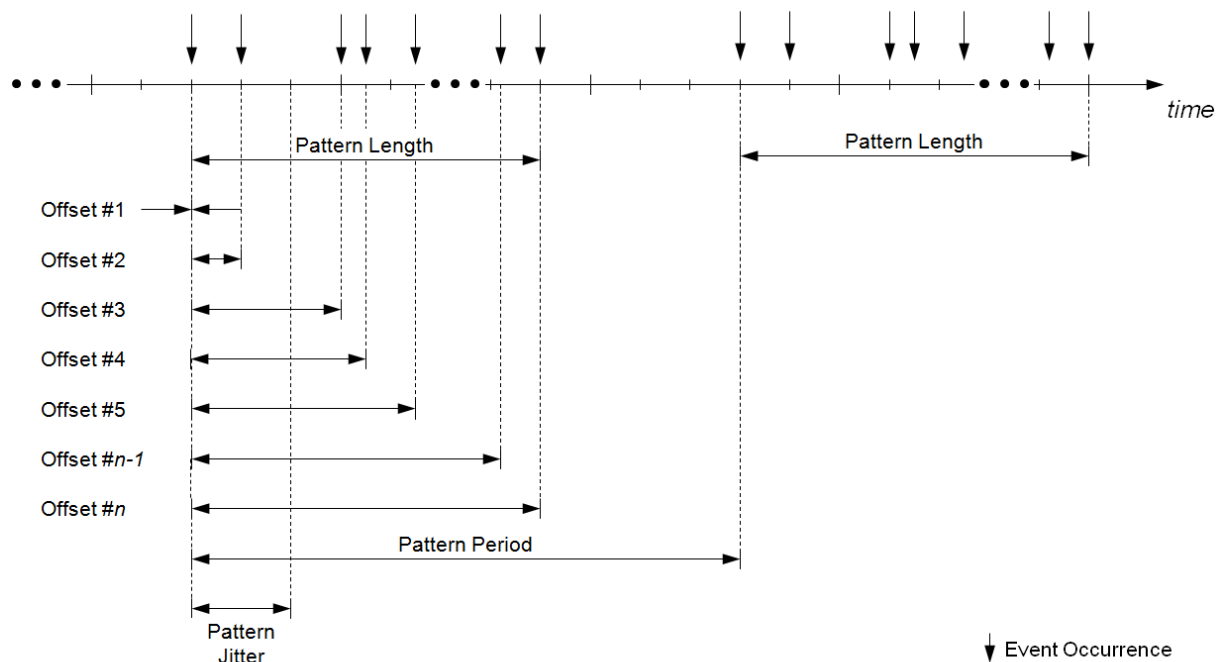 ••• ••• •••
time
Pattern Length
Pattern Length
Offset #1
Offset #2
Offset #3
Offset #4
Offset #5
Offset #n-1
Offset #n
Pattern Period
Pattern
Jitter
Event Occurrence